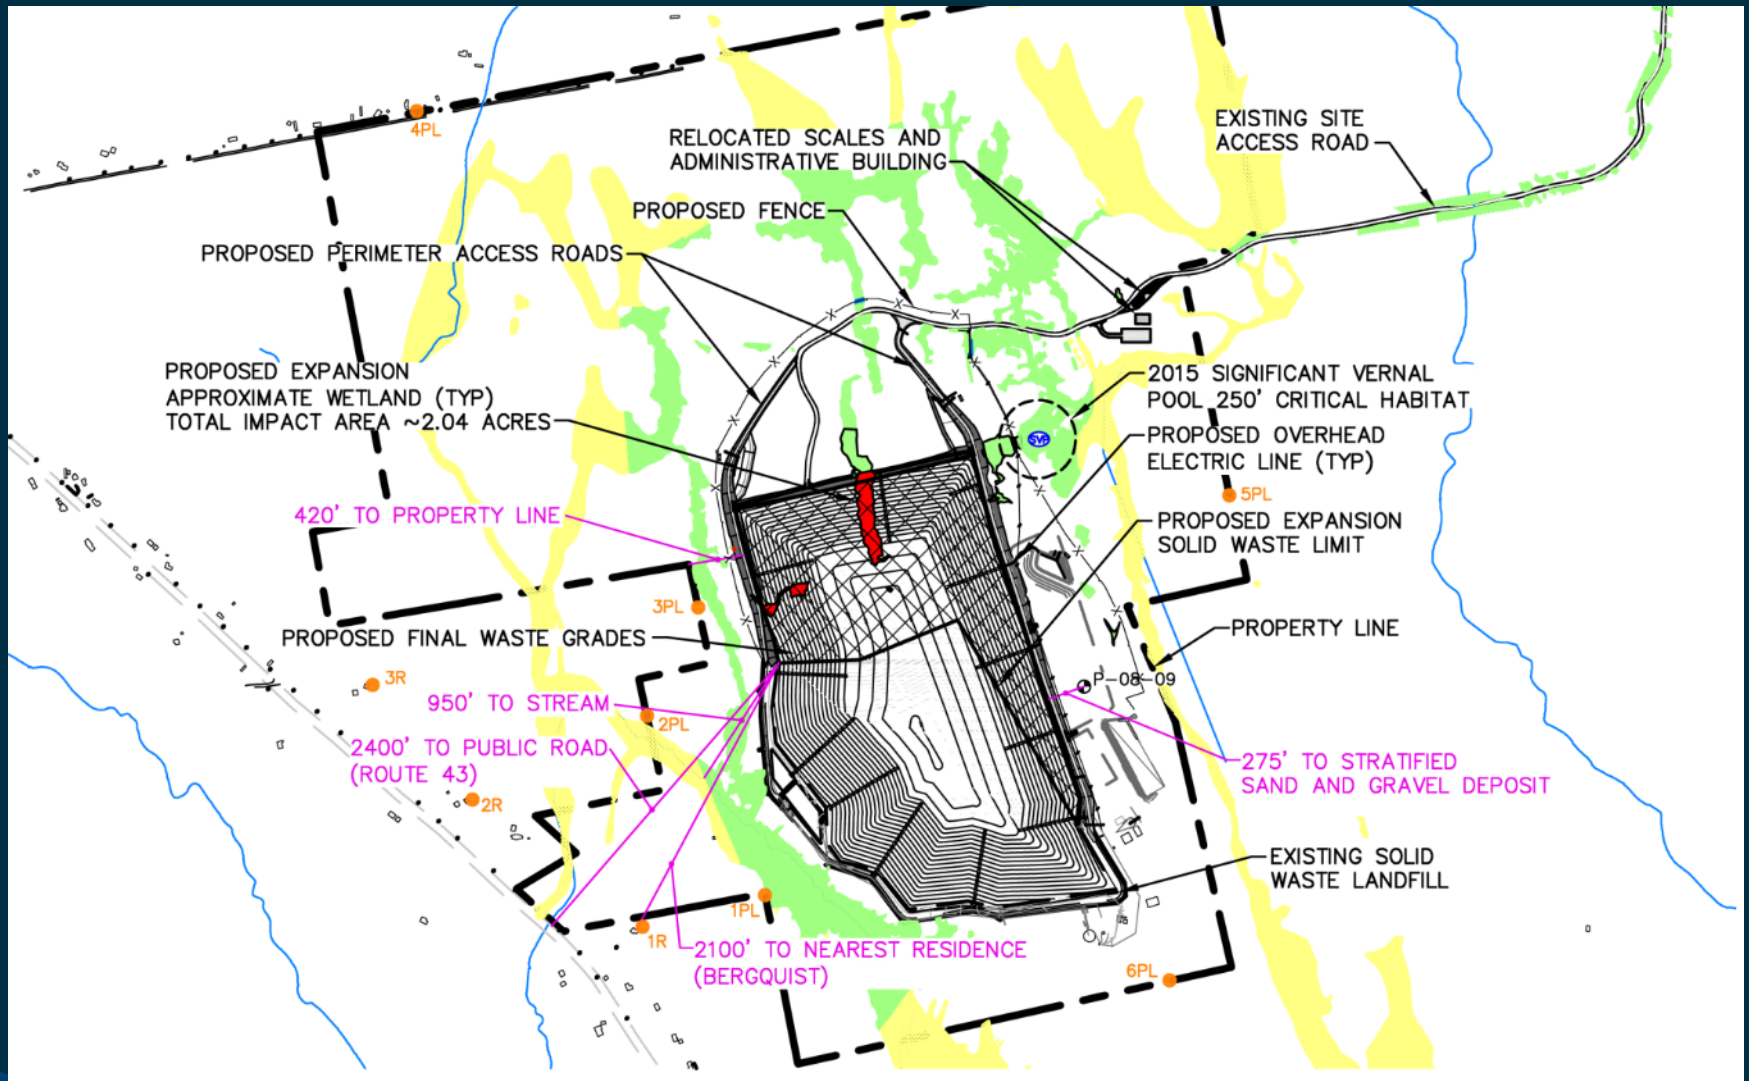 4PL
EXISTING SITE
ACCESS ROAD
RELOCATED SCALES AND
ADMINISTRATIVE BUILDING
PROPOSED FENCE
PROPOSED PERIMETER ACCESS ROADS
PROPOSED EXPANSION
APPROXIMATE WETLAND (TYP)
TOTAL IMPACT AREA ~2.04 ACRES
2015 SIGNIFICANT VERNAL
POOL 250' CRITICAL HABITAT
SVP
PROPOSED OVERHEAD
ELECTRIC LINE (TYP)
5PL
420' TO PROPERTY LINE
PROPOSED EXPANSION
SOLID WASTE LIMIT
3PL
PROPOSED FINAL WASTE GRADES
PROPERTY LINE
3R
P-08-09
950' TO STREAM
2PL
2400' TO PUBLIC ROAD
(ROUTE 43)
275' TO STRATIFIED
SAND AND GRAVEL DEPOSIT
2R
EXISTING SOLID
WASTE LANDFILL
1PL
1R
2100' TO NEAREST RESIDENCE
(BERGQUIST)
6PL